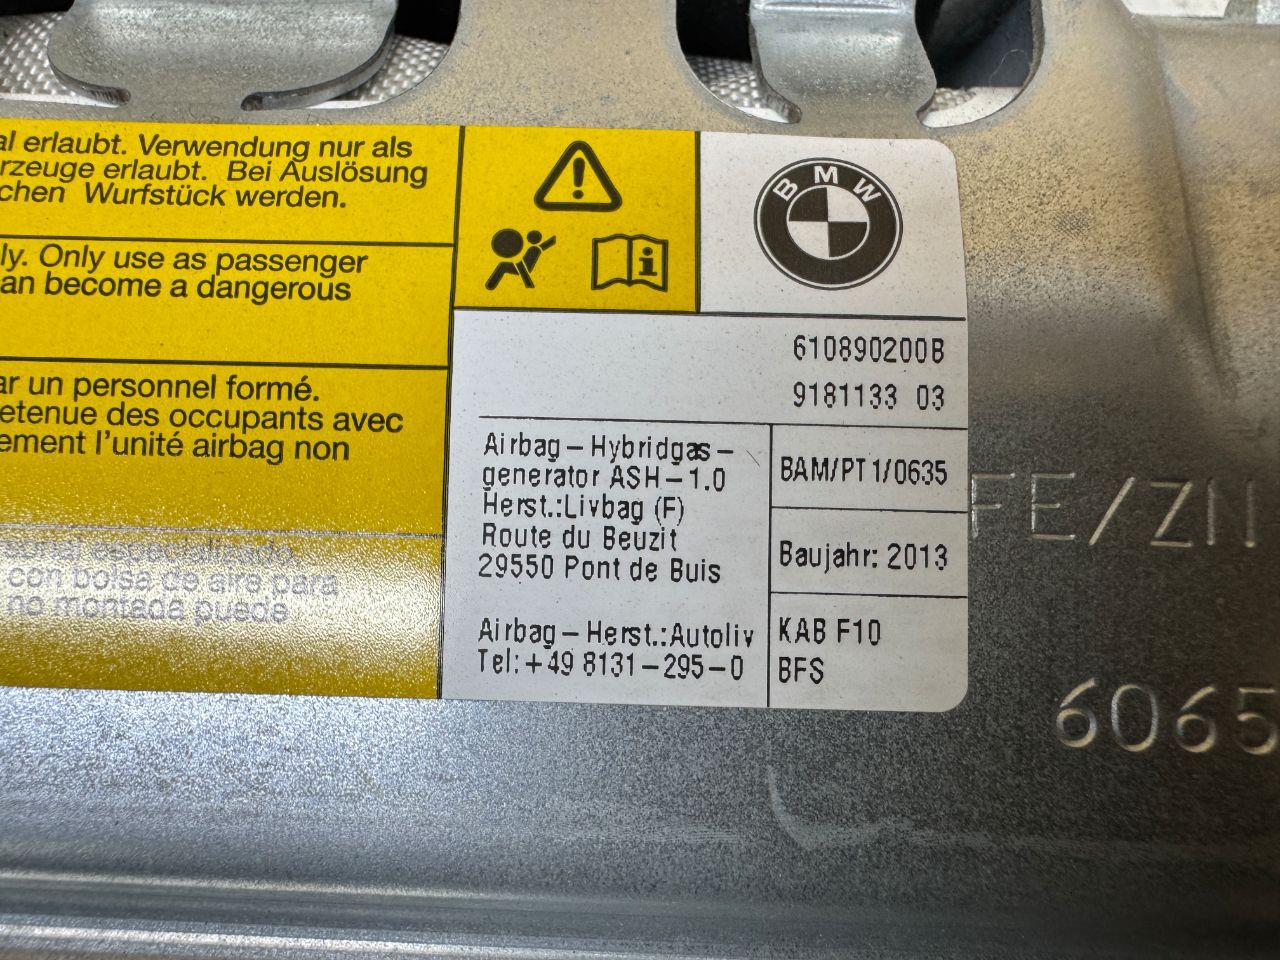 al erlaubt. Verwendung nur als
rzeuge erlaubt. Bei Auslösung
chen Wurfstück werden.
ly. Only use as passenger
an become a dangerous
ar un personnel formé.
etenue des occupants avec
ement l'unité airbag non
sonal especializado.
con bolsa de aire para
no montada puede
BMW
610890200B
9181133 03
Airbag-Hybridgas-
generator ASH-1.0
Herst.:Livbag (F)
Route du Beuzit
29550 Pont de Buis
Airbag-Herst.:Autoliv
Tel:+49 8131-295-0
BAM/PT1/0635
Baujahr: 2013
KAB F10
BFS
FE/ZII
6065